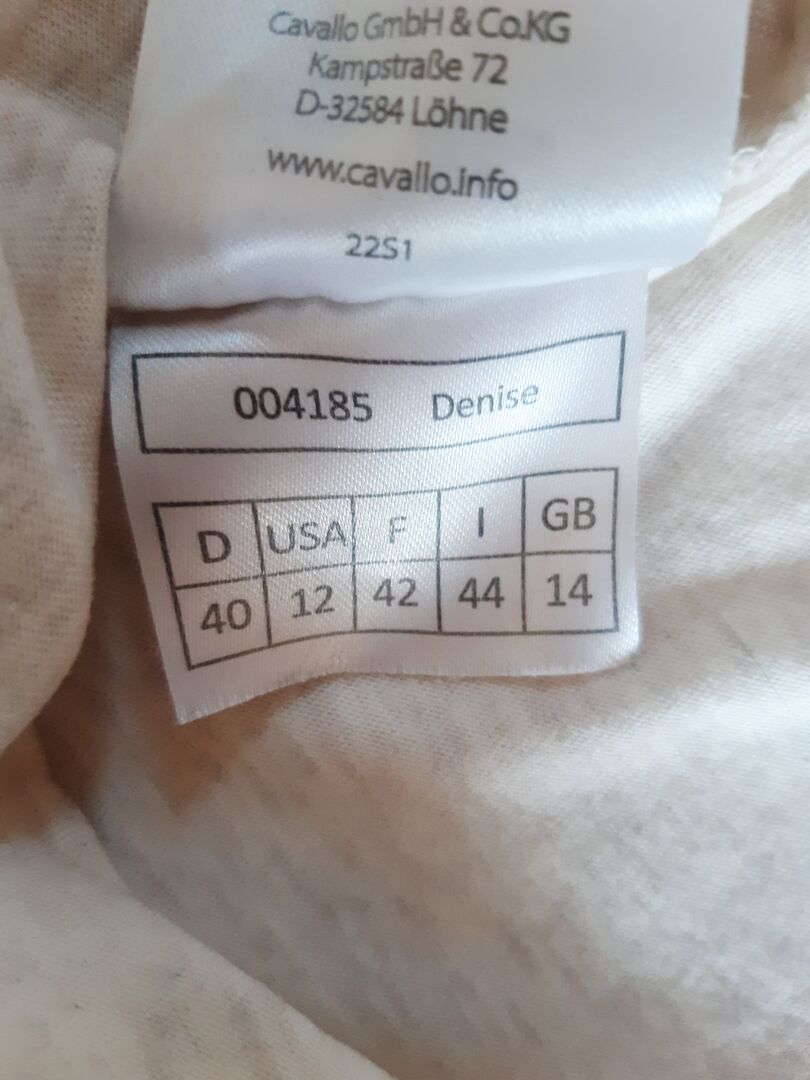 Cavallo GmbH & Co.KG
Kampstraße 72
D-32584 Löhne
www.cavallo.info
22S1
004185 Denise
D USA F I GB
40 12 42 44 14